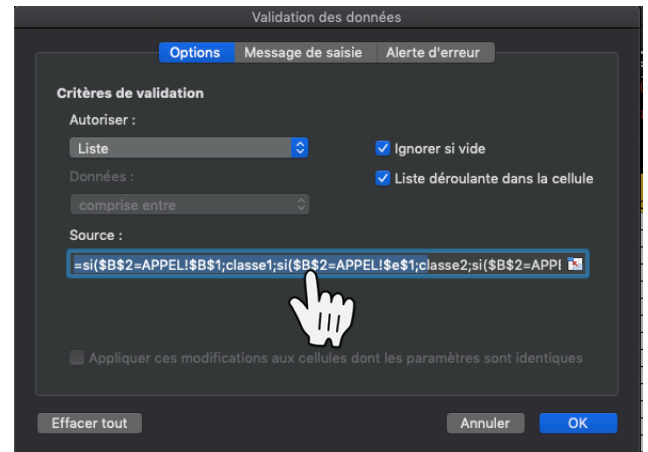 Validation des données
Options Message de saisie Alerte d'erreur
Critères de validation
Autoriser :
Liste Ignorer si vide
Données : Liste déroulante dans la cellule
comprise entre
Source :
=si($B$2=APPEL!$B$1;classe1;si($B$2=APPEL!$e$1;classe2;si($B$2=APPI
Appliquer ces modifications aux cellules dont les paramètres sont identiques
Effacer tout Annuler OK